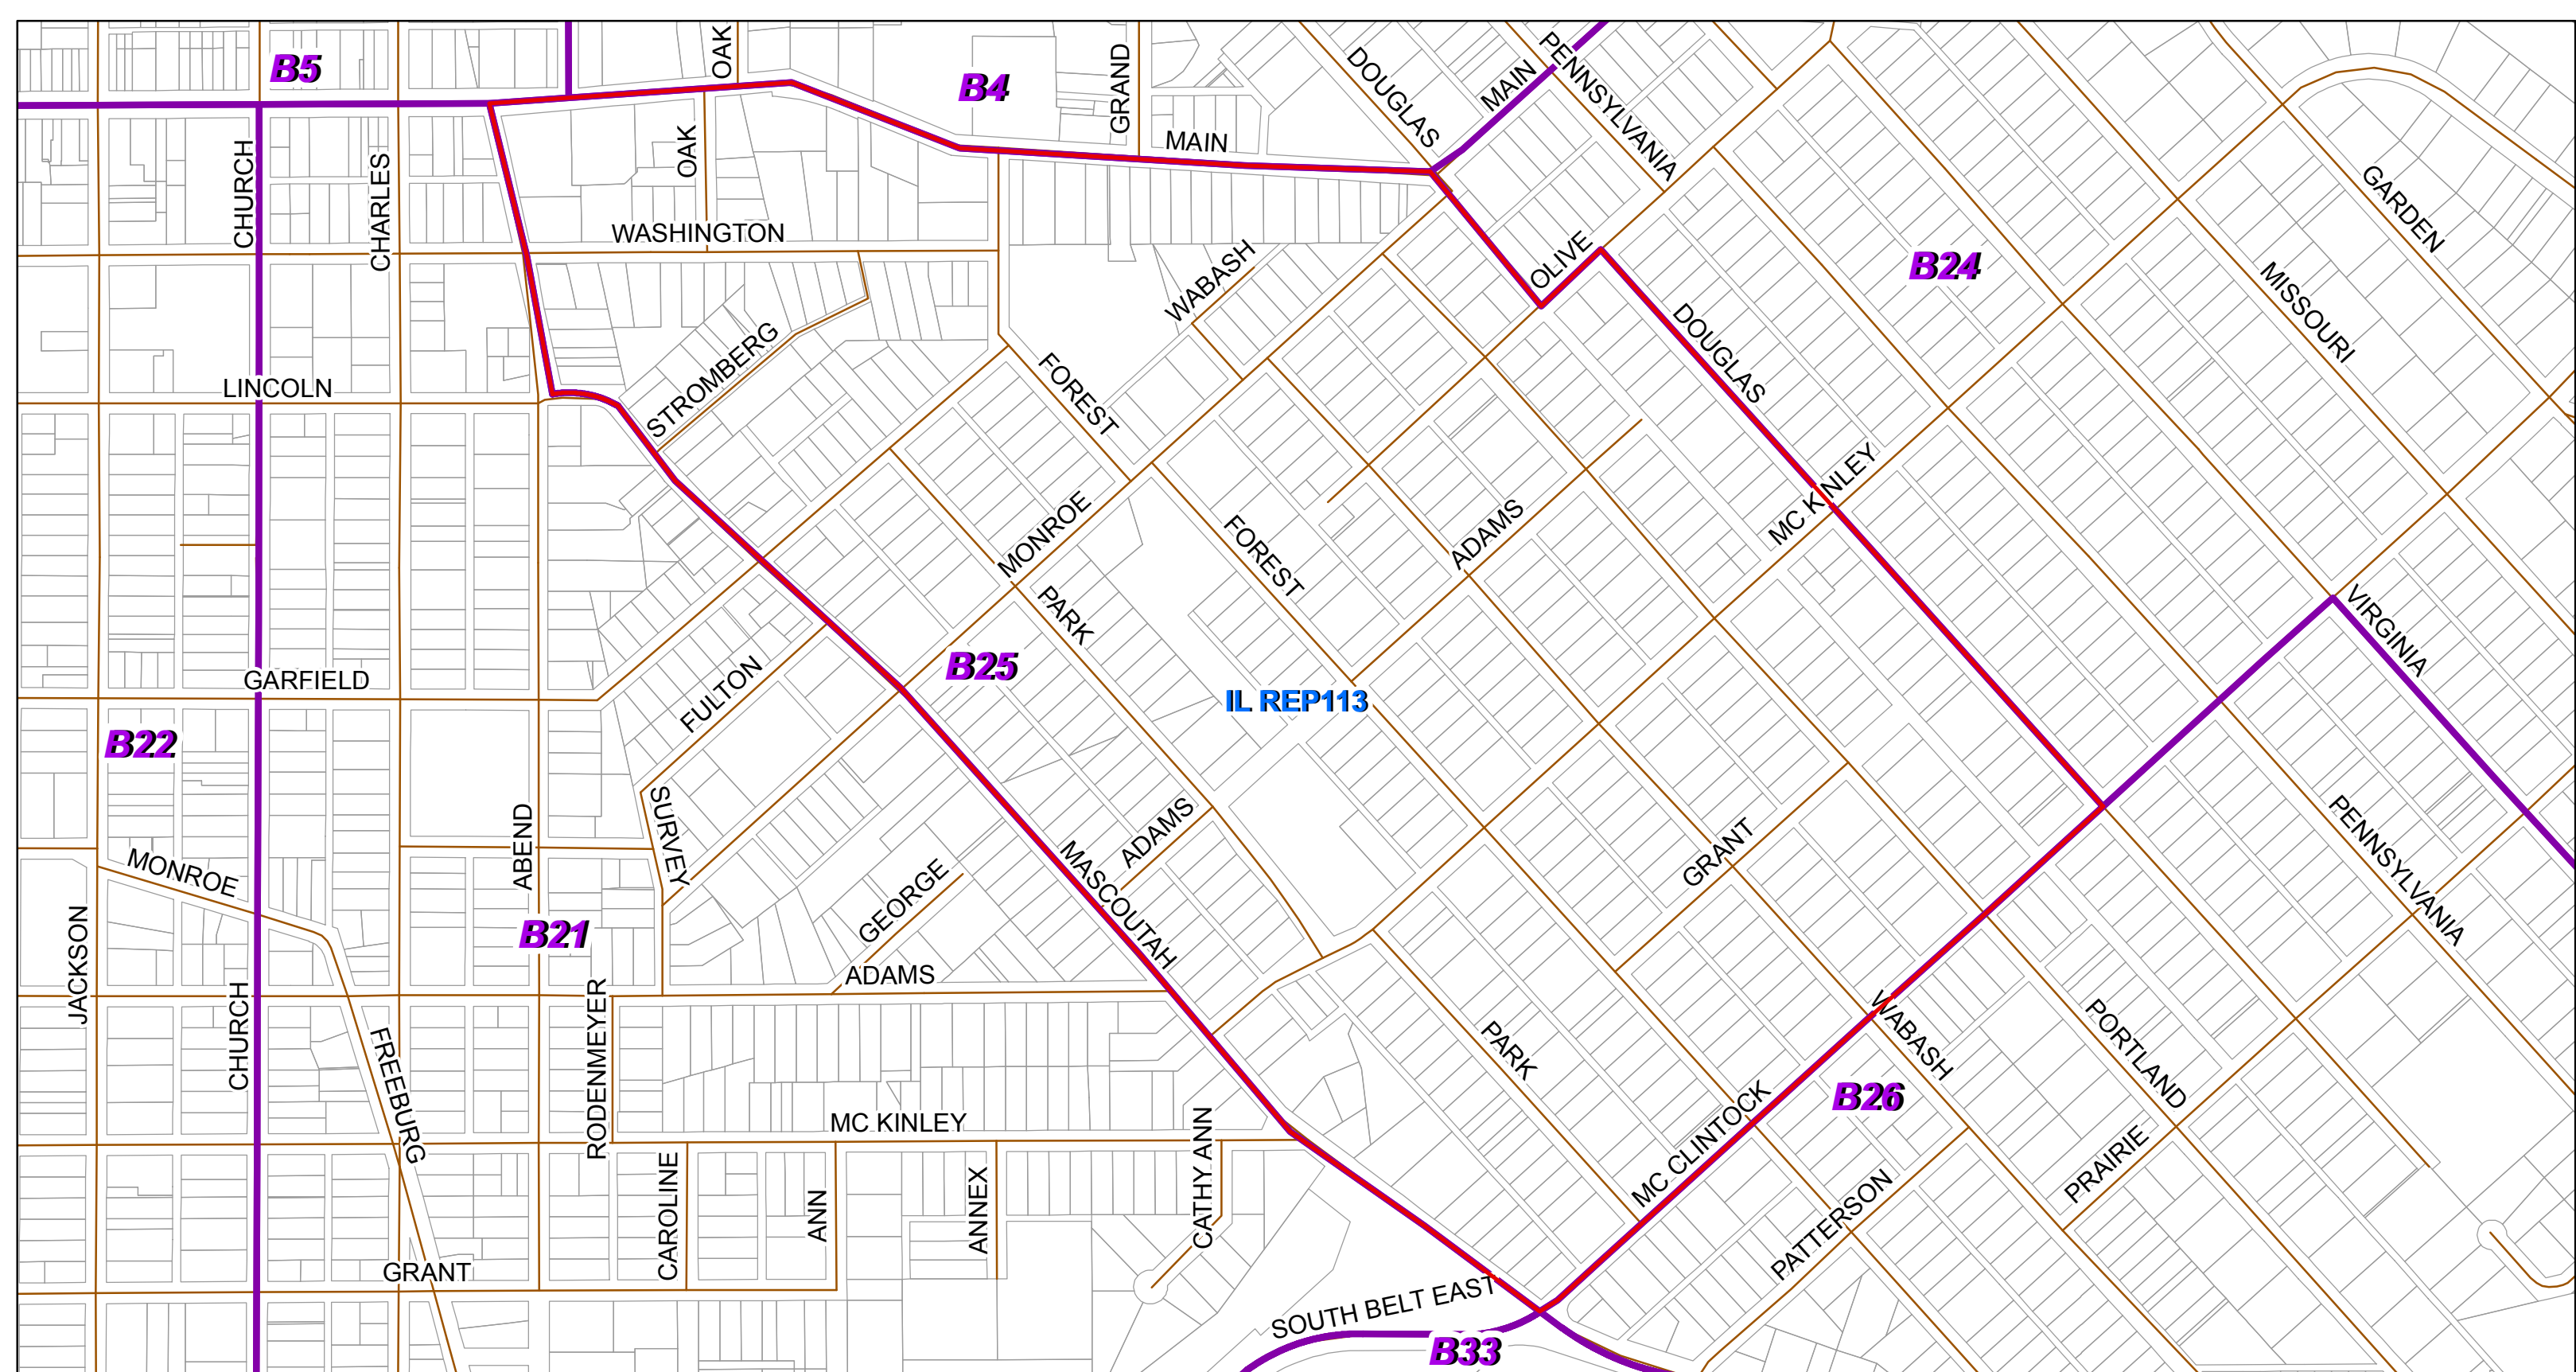 B5
OAK
B4
GRAND
DOUGLAS
MAIN
PENNSYLVANIA
MAIN
CHURCH
CHARLES
OAK
WASHINGTON
WABASH
OLIVE
B24
GARDEN
MISSOURI
DOUGLAS
STROMBERG
FOREST
LINCOLN
MC KINLEY
MONROE
FOREST
ADAMS
PARK
VIRGINIA
GARFIELD
FULTON
B25
IL REP113
B22
SURVEY
ABEND
MONROE
ADAMS
GRANT
PENNSYLVANIA
MASCOUTAH
GEORGE
JACKSON
B21
ADAMS
RODENMEYER
CHURCH
FREEBURG
PARK
WABASH
PORTLAND
B26
MC KINLEY
MC CLINTOCK
PRAIRIE
PATTERSON
CAROLINE
ANN
ANNEX
CATHY ANN
GRANT
SOUTH BELT EAST
B33